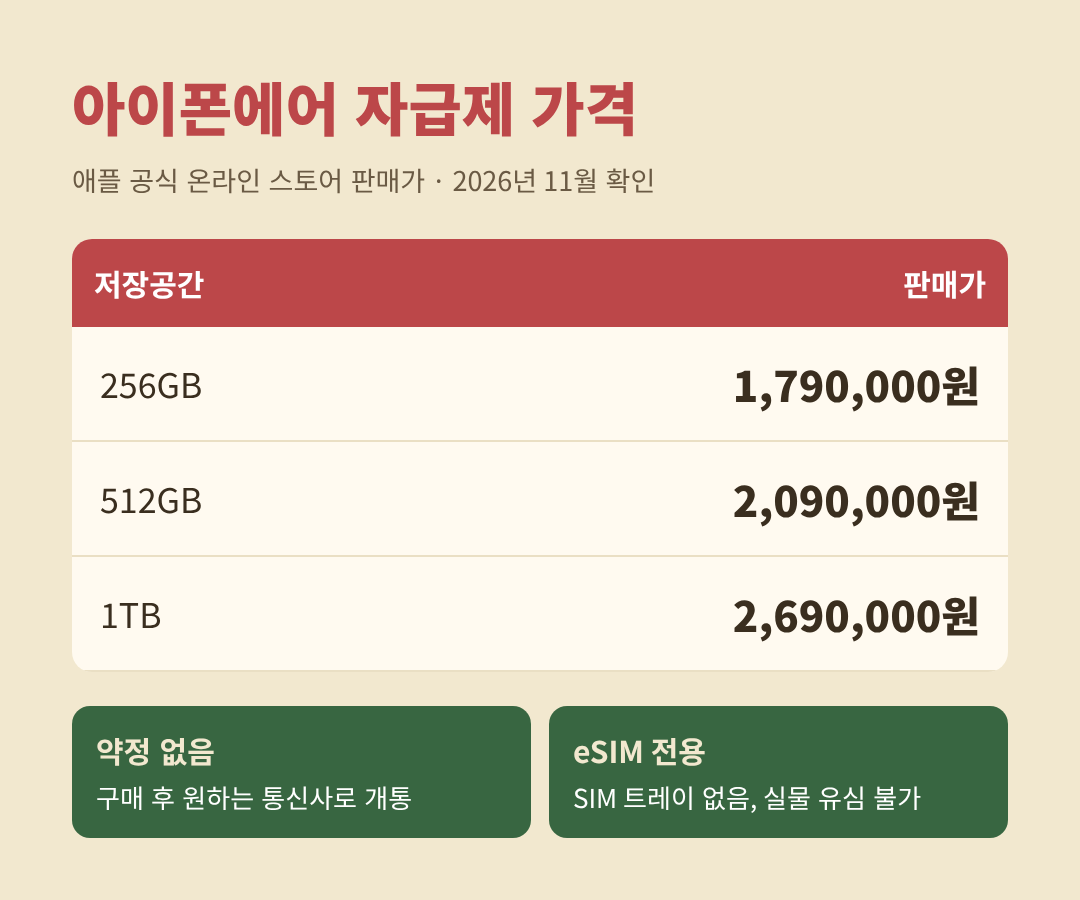 아이폰에어 자급제 가격
애플 공식 온라인 스토어 판매가 · 2026년 11월 확인
저장공간 판매가
256GB 1,790,000원
512GB 2,090,000원
1TB 2,690,000원
약정 없음
구매 후 원하는 통신사로 개통
eSIM 전용
SIM 트레이 없음, 실물 유심 불가